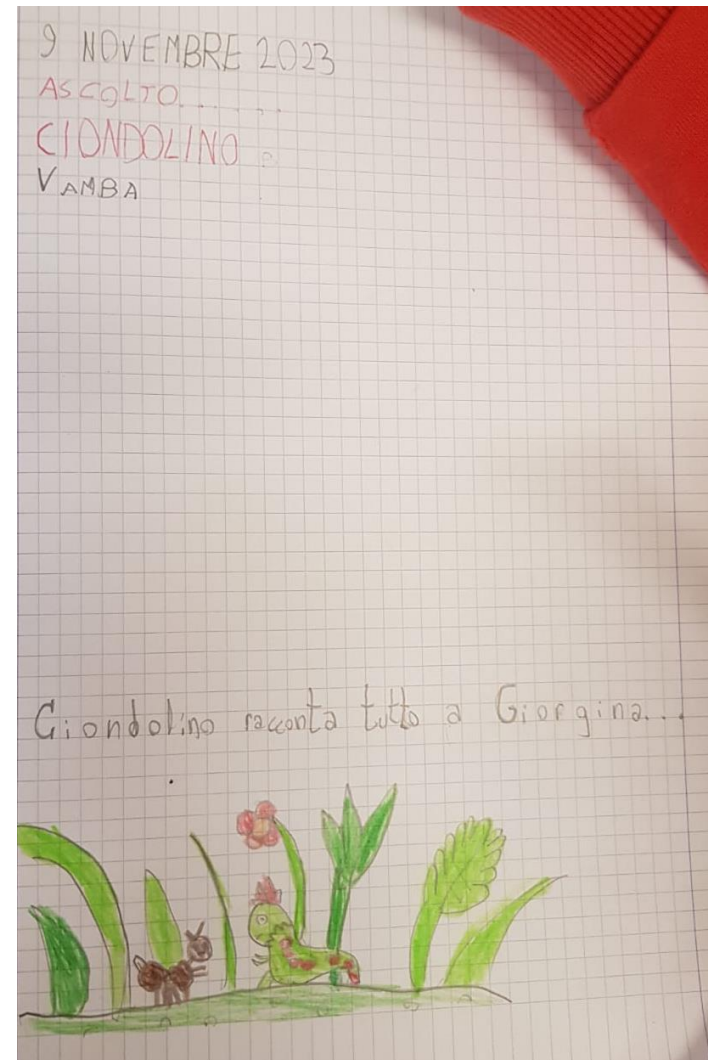 9 NOVEMBRE 2023
ASCOLTO......
CIONDOLINO.
VAMBA
Ciondolino racconta tutto a Giorgina...